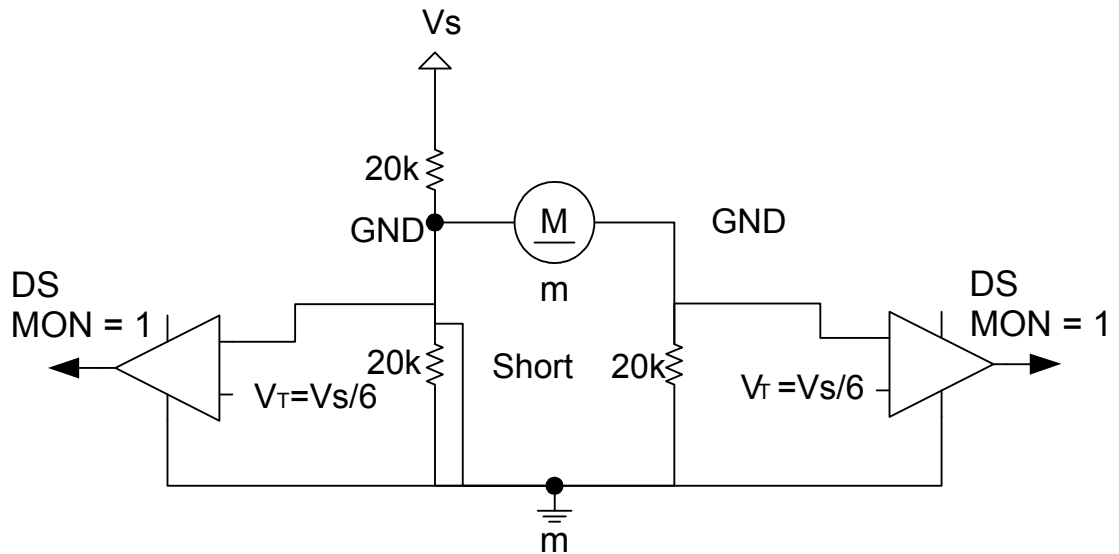 Vs
20k
GND
M
GND
m
DS
MON = 1
DS
MON = 1
20k
Short
20k
VT=Vs/6
VT=Vs/6
m